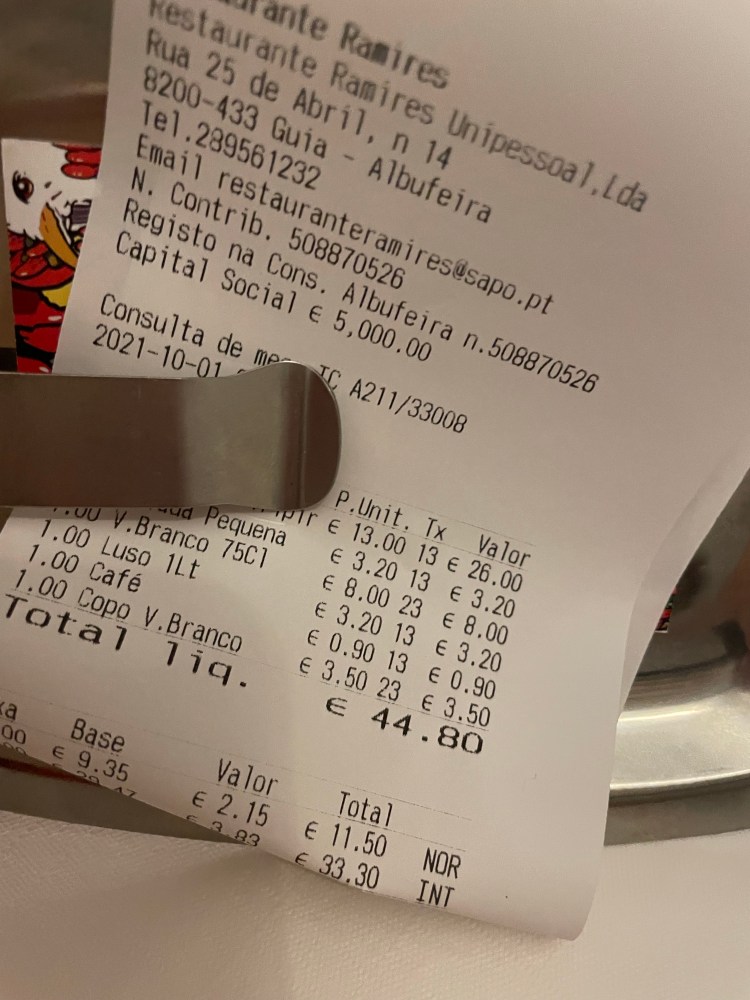 Ramires
Restaurante Ramires Unipessoal,Lda
Rua 25 de Abril, n 14
8200-433 Guia - Albufeira
Tel.289561232
Email restauranteramires@sapo.pt
N. Contrib. 508870526
Registo na Cons. Albufeira n.508870526
Capital Social € 5,000.00
Consulta de TC A211/33008
2021-10-01
P.Unit. Tx Valor
€ 13.00 13 € 26.00
Pequena € 3.20 13 € 3.20
1.00 V.Branco 75Cl € 8.00 23 € 8.00
1.00 Luso 1Lt € 3.20 13 € 3.20
1.00 Café € 0.90 13 € 0.90
1.00 Copo V.Branco € 3.50 23 € 3.50
Total liq. € 44.80
Base Valor Total
€ 9.35 € 2.15 € 11.50 NOR
€ 3.83 € 33.30 INT